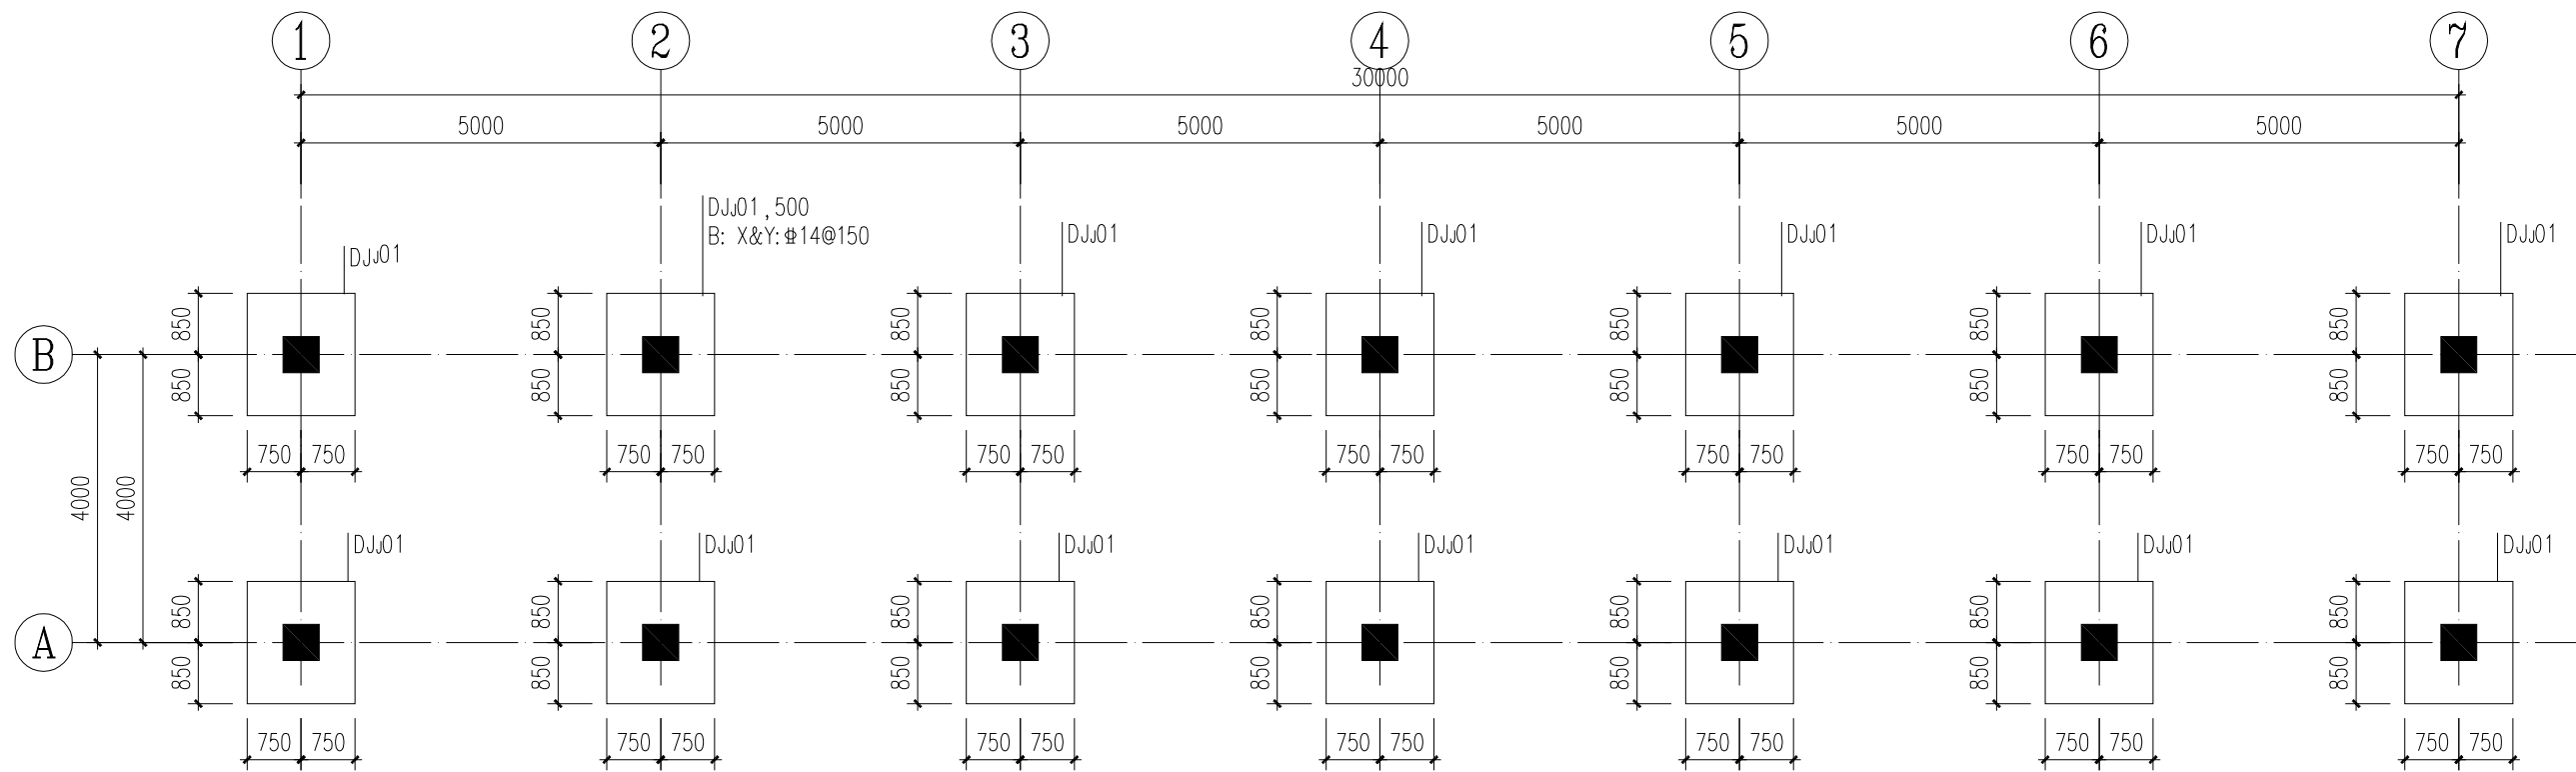 1 2 3 4 5 6 7
30000
5000 5000 5000 5000 5000 5000
DJJ01,500
B: X&Y:⏀14@150
DJJ01 DJJ01 DJJ01 DJJ01 DJJ01 DJJ01
850 850 850 850 850 850 850
B
850 850 850 850 850 850 850
750 750 750 750 750 750 750 750 750 750 750 750 750 750
4000 4000
DJJ01 DJJ01 DJJ01 DJJ01 DJJ01 DJJ01 DJJ01
850 850 850 850 850 850 850
A
850 850 850 850 850 850 850
750 750 750 750 750 750 750 750 750 750 750 750 750 750